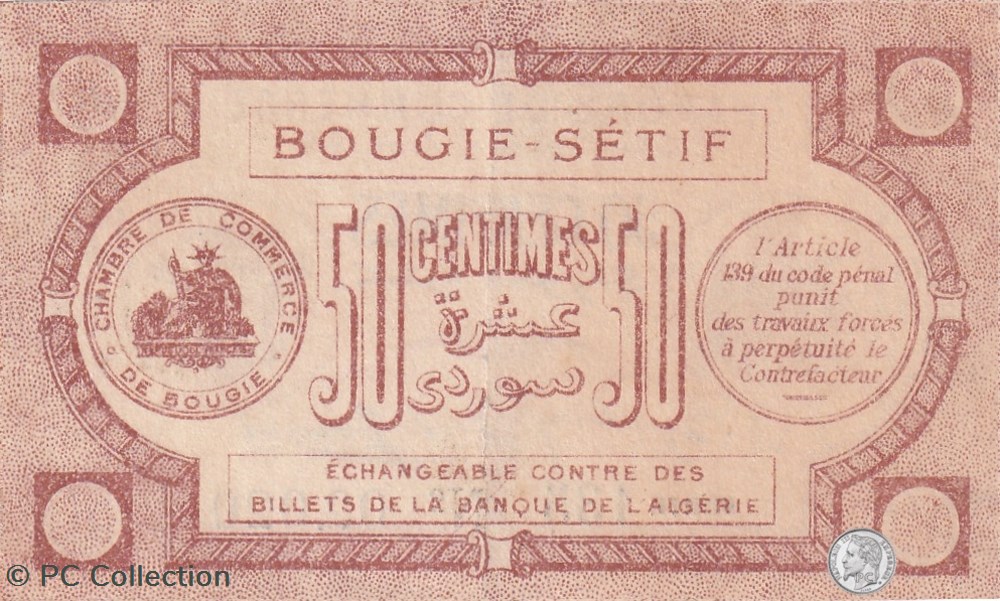 BOUGIE-SÉTIF
CHAMBRE DE COMMERCE
DE BOUGIE
50 CENTIMES 50
عشرة
سوردى
l'Article
139 du code pénal
punit
des travaux forcés
à perpétuité le
Contrefacteur
ÉCHANGEABLE CONTRE DES
BILLETS DE LA BANQUE DE L'ALGÉRIE
© PC Collection
PC